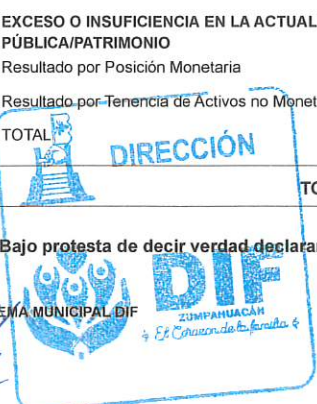 EXCESO O INSUFICIENCIA EN LA ACTUAL
PÚBLICA/PATRIMONIO
Resultado por Posición Monetaria
Resultado por Tenencia de Activos no Monet
TOTAL
DIRECCIÓN
TO
Bajo protesta de decir verdad declarar
DIF
EMA MUNICIPAL DIF
ZUMPAHUACÁN
El Corazon de la familia